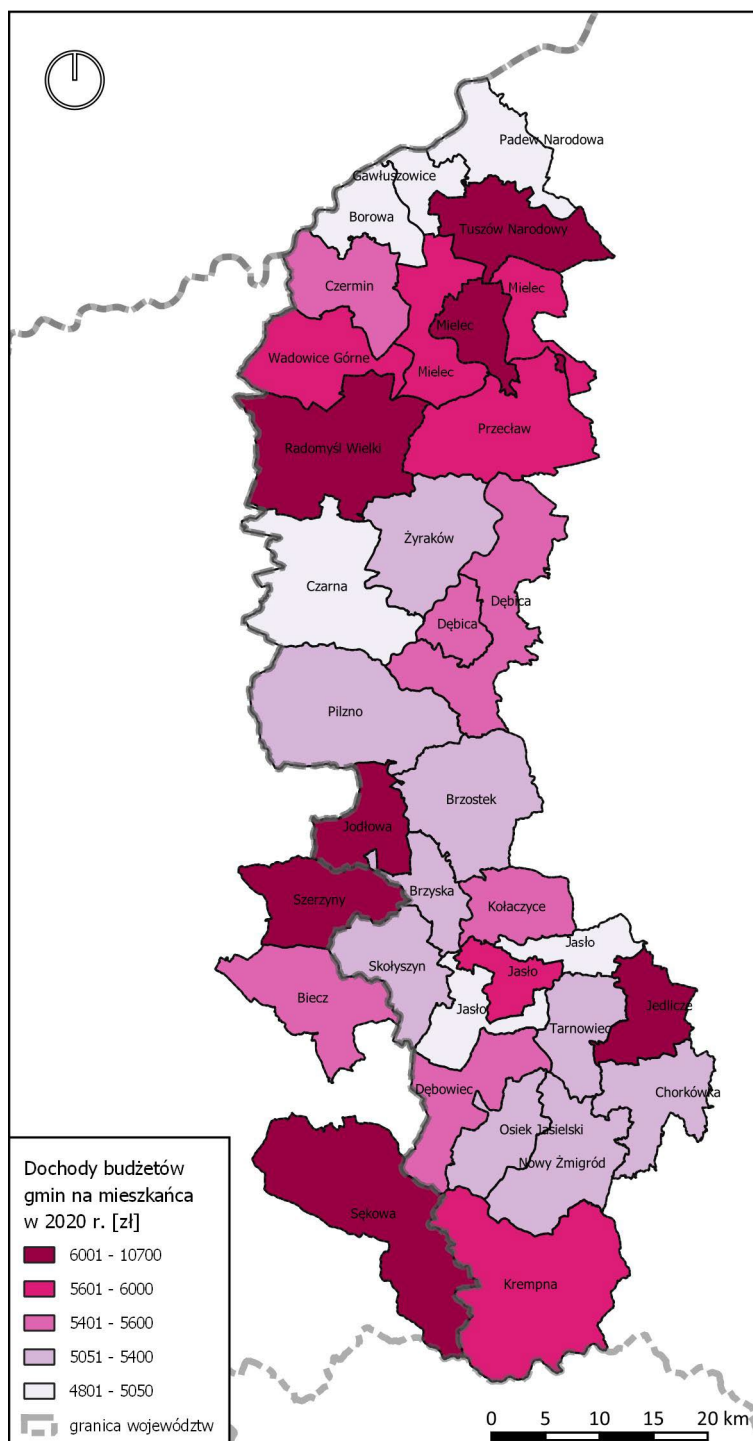 Padew Narodowa
Gawłuszowice
Borowa
Tuszów Narodowy
Czermin
Mielec
Mielec
Wadowice Górne
Mielec
Przecław
Radomyśl Wielki
Żyraków
Czarna
Dębica
Dębica
Pilzno
Brzostek
Jodłowa
Brzyska
Szerzyny
Kołaczyce
Jasło
Skołyszyn
Jasło
Biecz
Jasło
Jedlicze
Tarnowiec
Dębowiec
Chorkówka
Osiek Jasielski
Nowy Żmigród
Sękowa
Krempna
Dochody budżetów
gmin na mieszkańca
w 2020 r. [zł]
6001 - 10700
5601 - 6000
5401 - 5600
5051 - 5400
4801 - 5050
granica województw
0 5 10 15 20 km